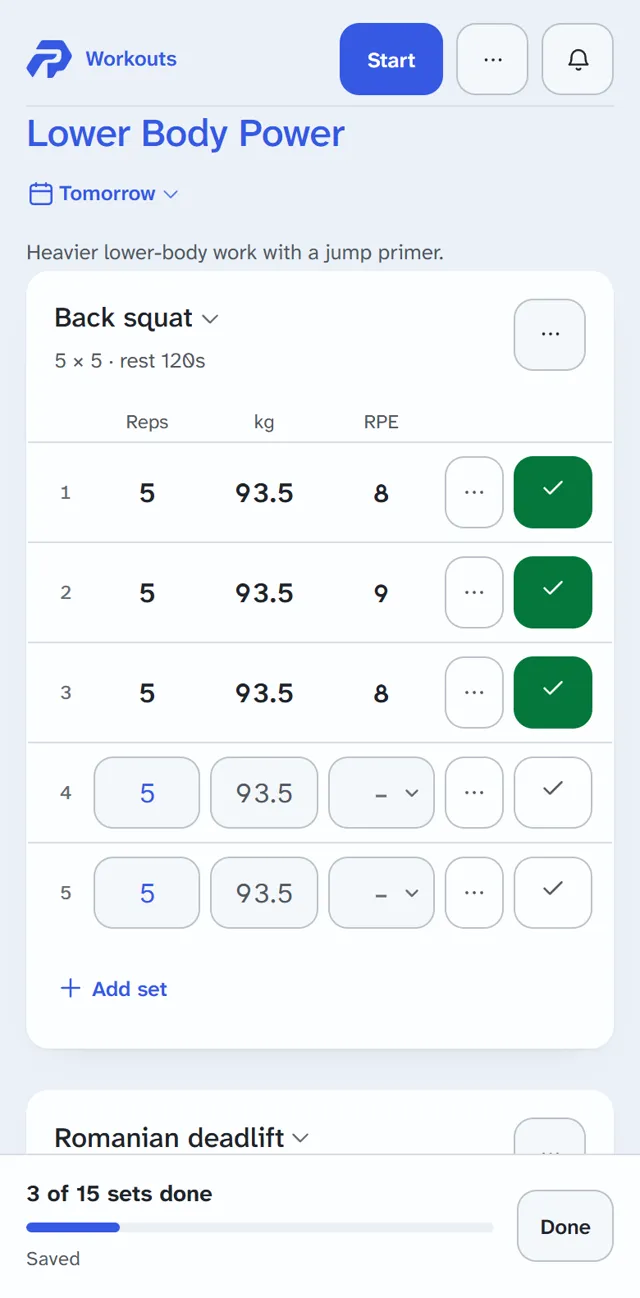 Workouts
Start
...
Lower Body Power
Tomorrow
Heavier lower-body work with a jump primer.
Back squat
...
5 × 5 · rest 120s
Reps kg RPE
1 5 93.5 8 ...
2 5 93.5 9 ...
3 5 93.5 8 ...
4 5 93.5 – ...
5 5 93.5 – ...
+ Add set
Romanian deadlift
...
3 of 15 sets done
Done
Saved